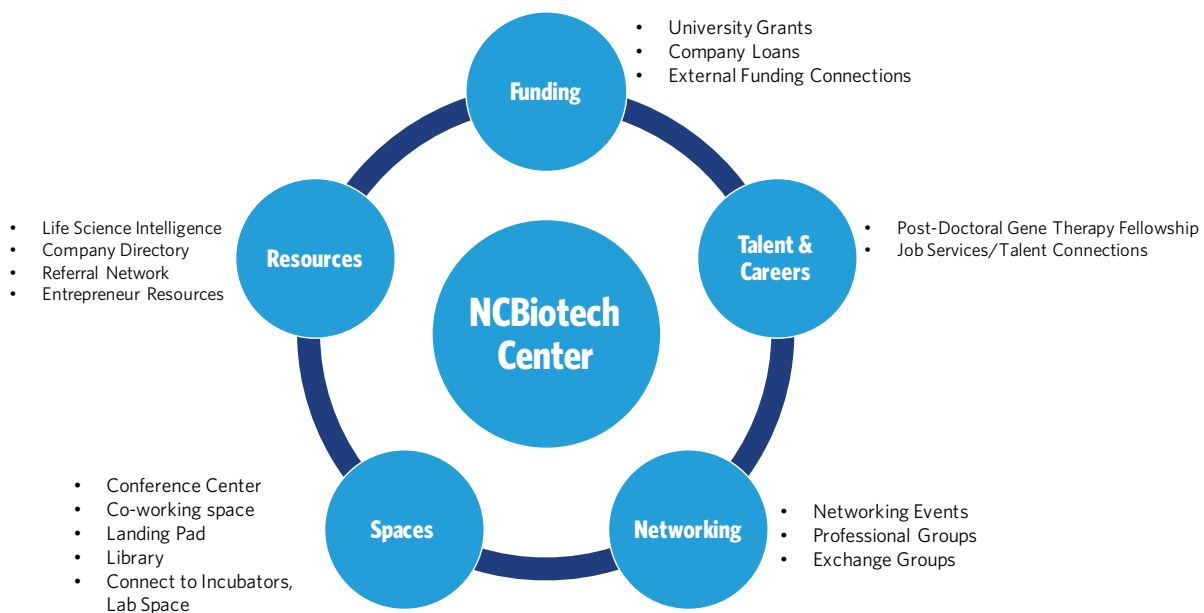 Funding
• University Grants
• Company Loans
• External Funding Connections
Talent &
Careers
• Post-Doctoral Gene Therapy Fellowship
• Job Services/Talent Connections
Networking
• Networking Events
• Professional Groups
• Exchange Groups
Spaces
• Conference Center
• Co-working space
• Landing Pad
• Library
• Connect to Incubators,
Lab Space
Resources
• Life Science Intelligence
• Company Directory
• Referral Network
• Entrepreneur Resources
NCBiotech
Center